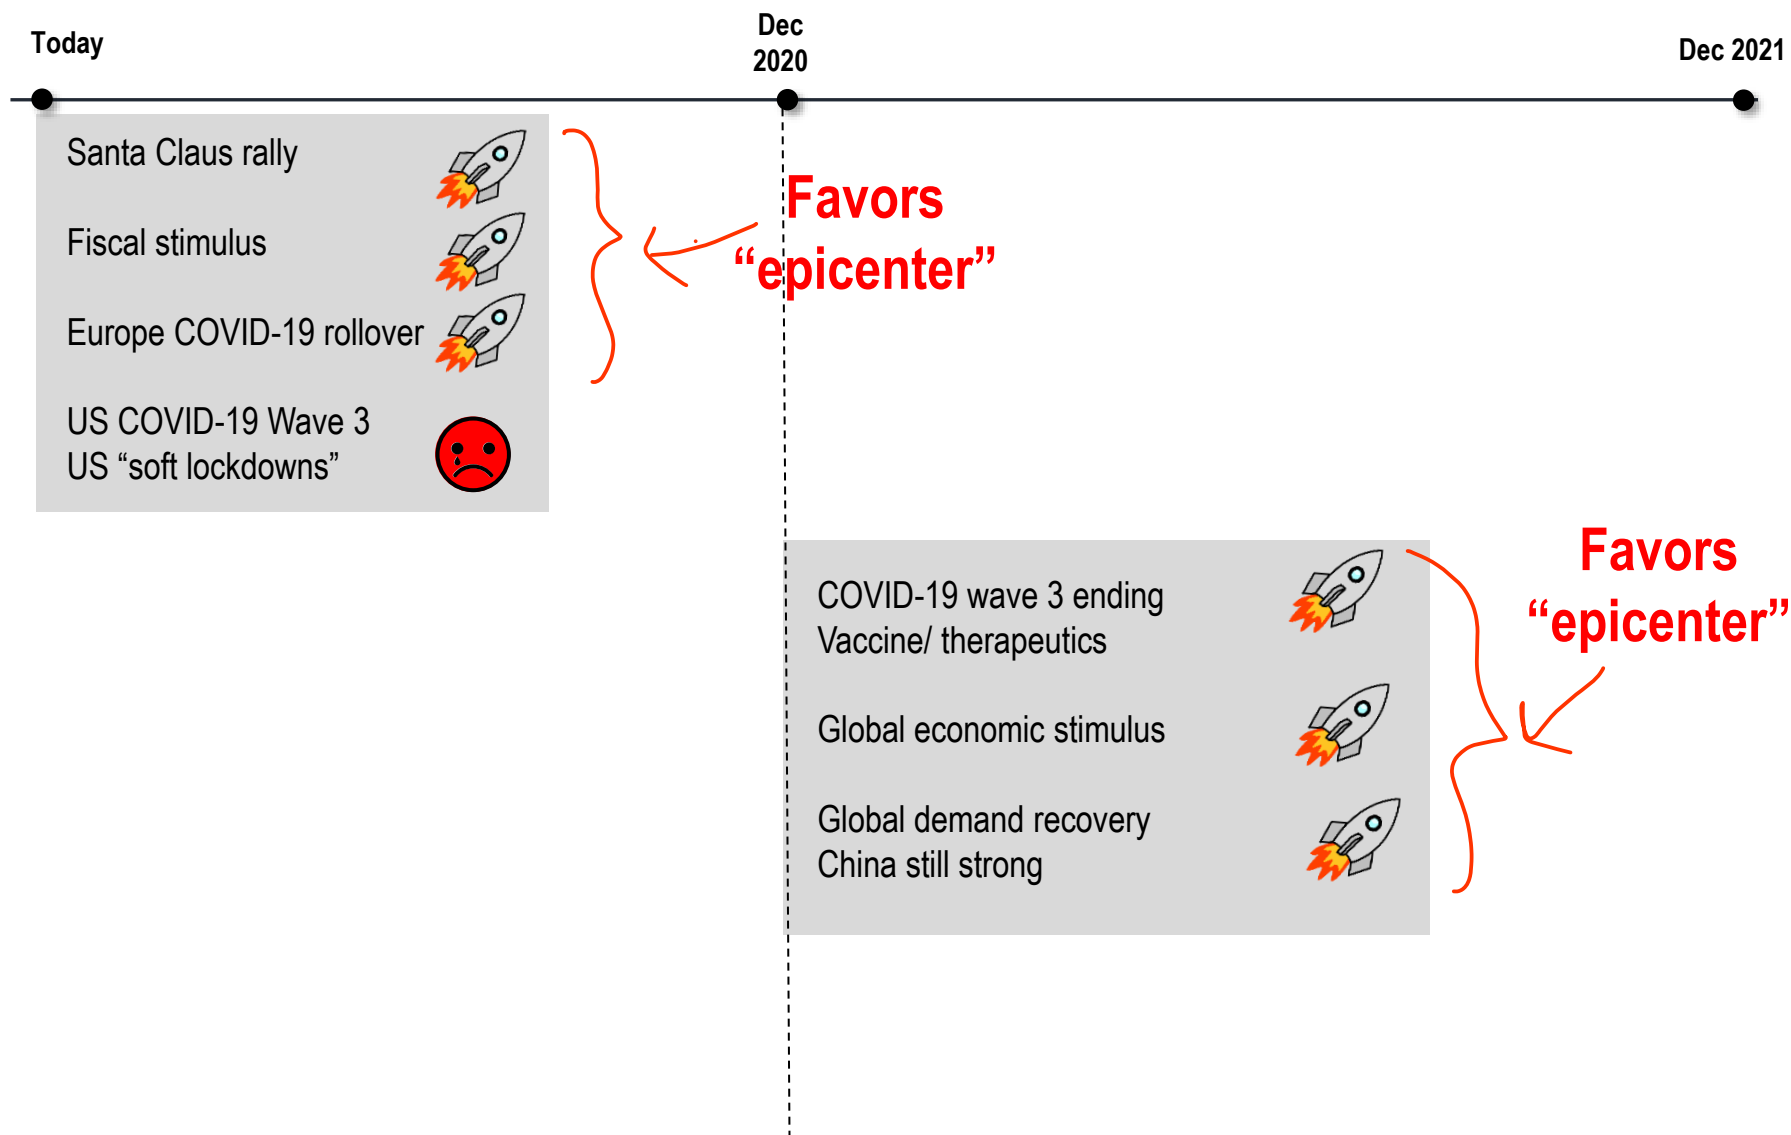 Today
Dec
2020
Dec 2021
Santa Claus rally
Fiscal stimulus
Europe COVID-19 rollover
US COVID-19 Wave 3
US “soft lockdowns”
Favors
“epicenter”
COVID-19 wave 3 ending
Vaccine/ therapeutics
Global economic stimulus
Global demand recovery
China still strong
Favors
“epicenter”